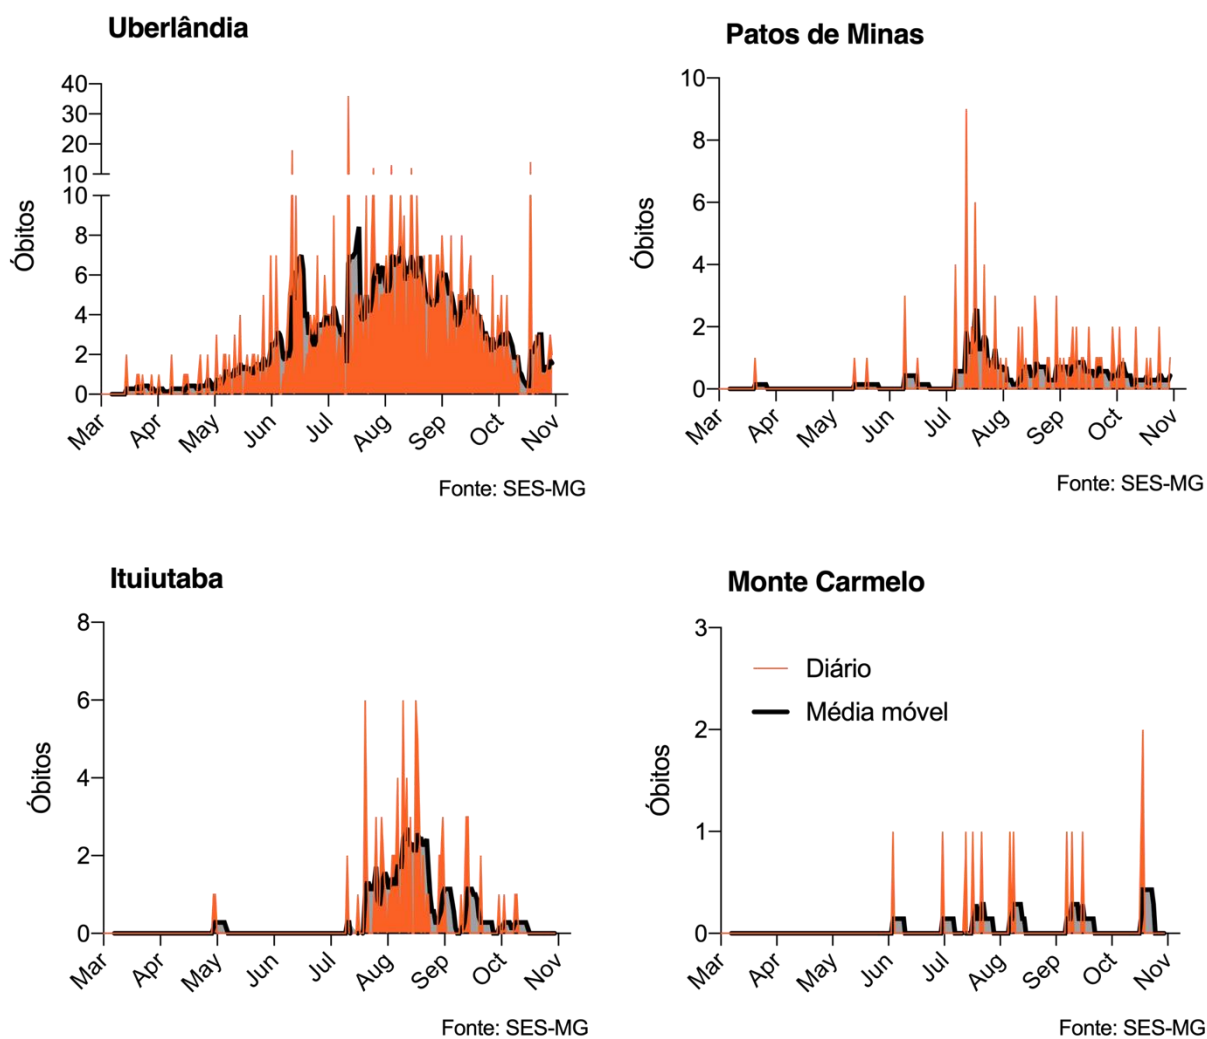 Uberlândia
40
30
20
10
10
8
6
4
2
0
Óbitos
Mar Apr May Jun Jul Aug Sep Oct Nov
Fonte: SES-MG
Patos de Minas
10
8
6
4
2
0
Óbitos
Mar Apr May Jun Jul Aug Sep Oct Nov
Fonte: SES-MG
Ituiutaba
8
6
4
2
0
Óbitos
Mar Apr May Jun Jul Aug Sep Oct Nov
Fonte: SES-MG
Monte Carmelo
3
2
1
0
Óbitos
Diário
Média móvel
Mar Apr May Jun Jul Aug Sep Oct Nov
Fonte: SES-MG